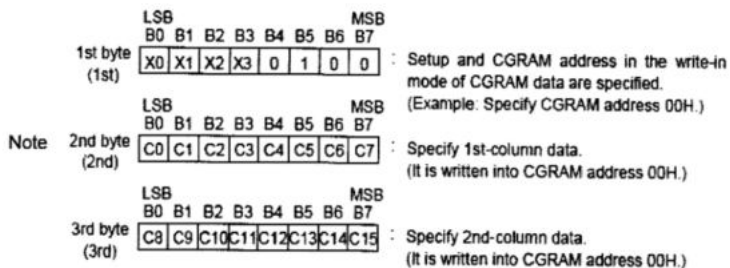 LSB MSB
B0 B1 B2 B3 B4 B5 B6 B7
1st byte X0 X1 X2 X3 0 1 0 0 : Setup and CGRAM address in the write-in
(1st) mode of CGRAM data are specified.
(Example: Specify CGRAM address 00H.)
LSB MSB
B0 B1 B2 B3 B4 B5 B6 B7
Note 2nd byte C0 C1 C2 C3 C4 C5 C6 C7 : Specify 1st-column data.
(2nd) (It is written into CGRAM address 00H.)
LSB MSB
B0 B1 B2 B3 B4 B5 B6 B7
3rd byte C8 C9 C10 C11 C12 C13 C14 C15 : Specify 2nd-column data.
(3rd) (It is written into CGRAM address 00H.)